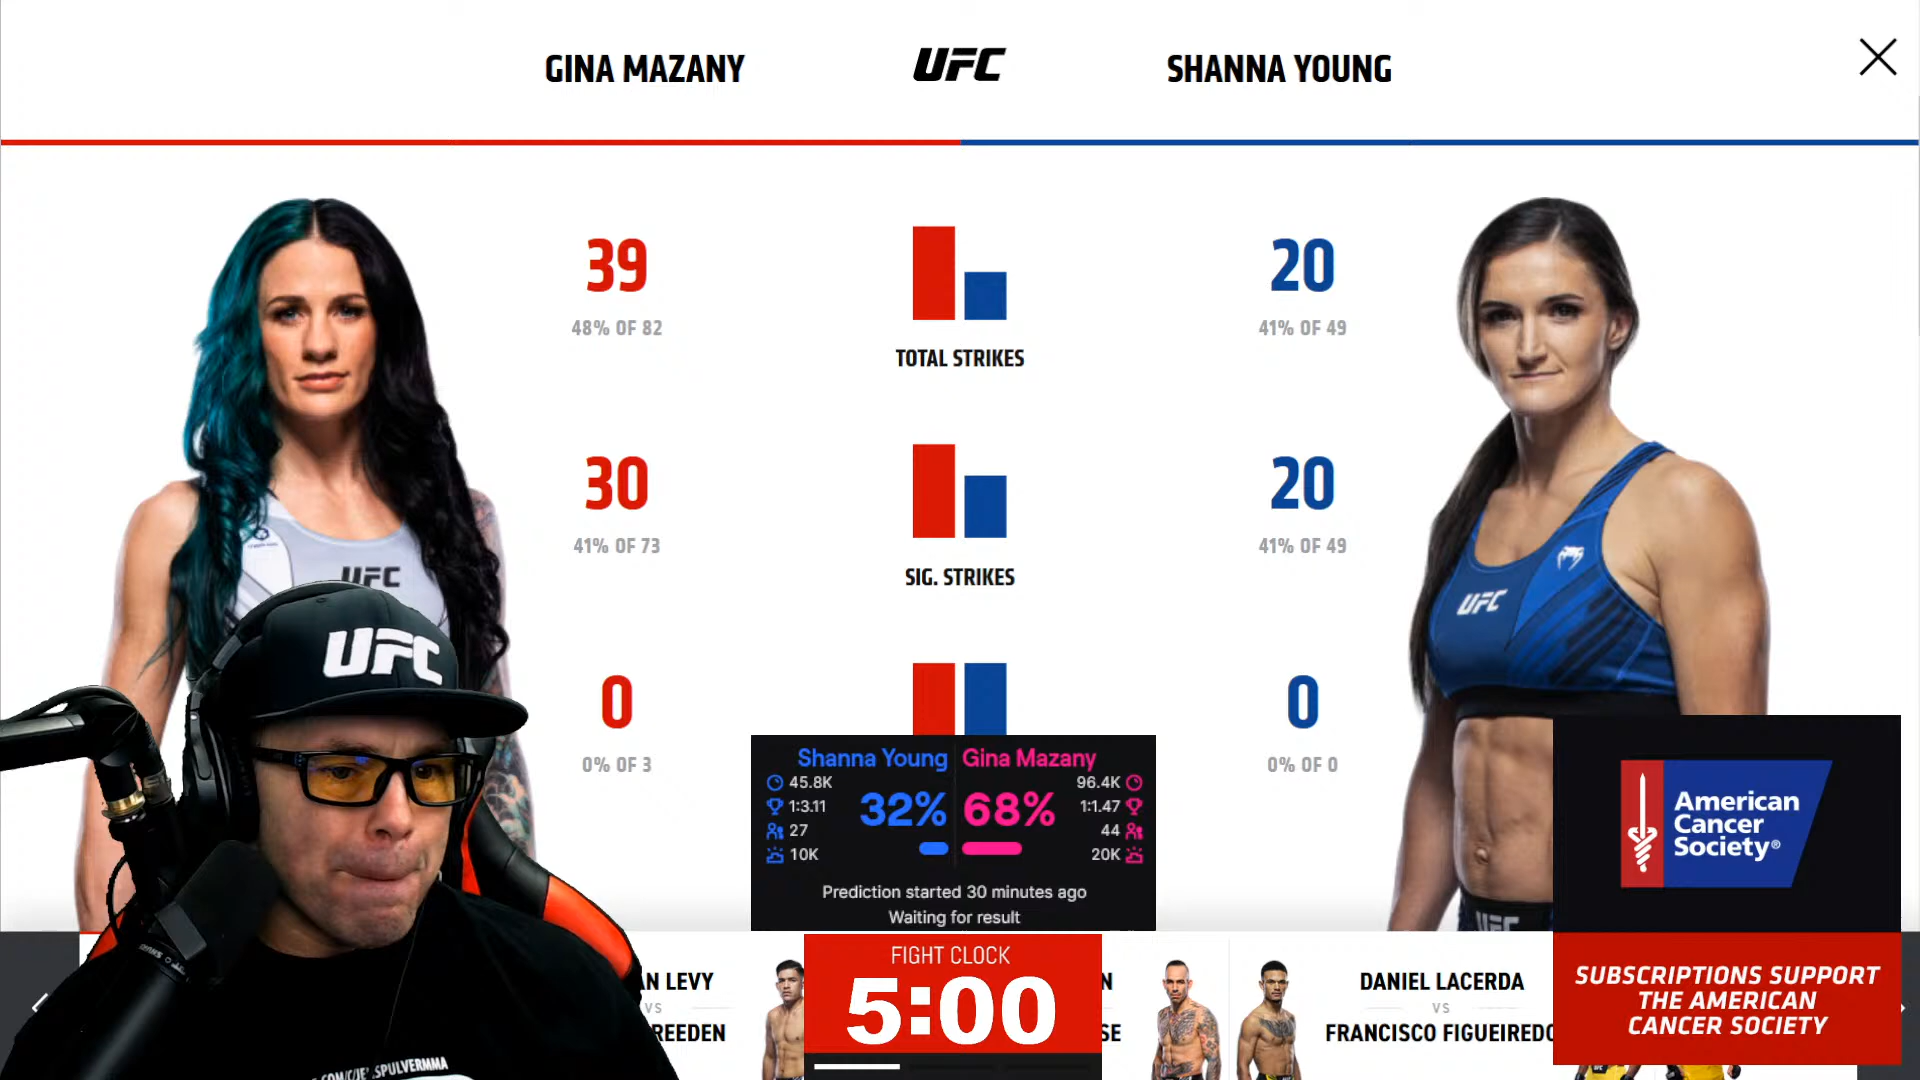 GINA MAZANY
UFC
SHANNA YOUNG
39
48% OF 82
TOTAL STRIKES
20
41% OF 49
30
41% OF 73
SIG. STRIKES
20
41% OF 49
0
0% OF 3
0
0% OF 0
UFC
UFC
UFC
UFC
Shanna Young
Gina Mazany
45.8K
1:3.11
27
10K
32%
68%
96.4K
1:1.47
44
20K
Prediction started 30 minutes ago
Waiting for result
FIGHT CLOCK
5:00
American
Cancer
Society®
SUBSCRIPTIONS SUPPORT
THE AMERICAN
CANCER SOCIETY
LEVY
VS
DANIEL LACERDA
VS
FRANCISCO FIGUEIREDO